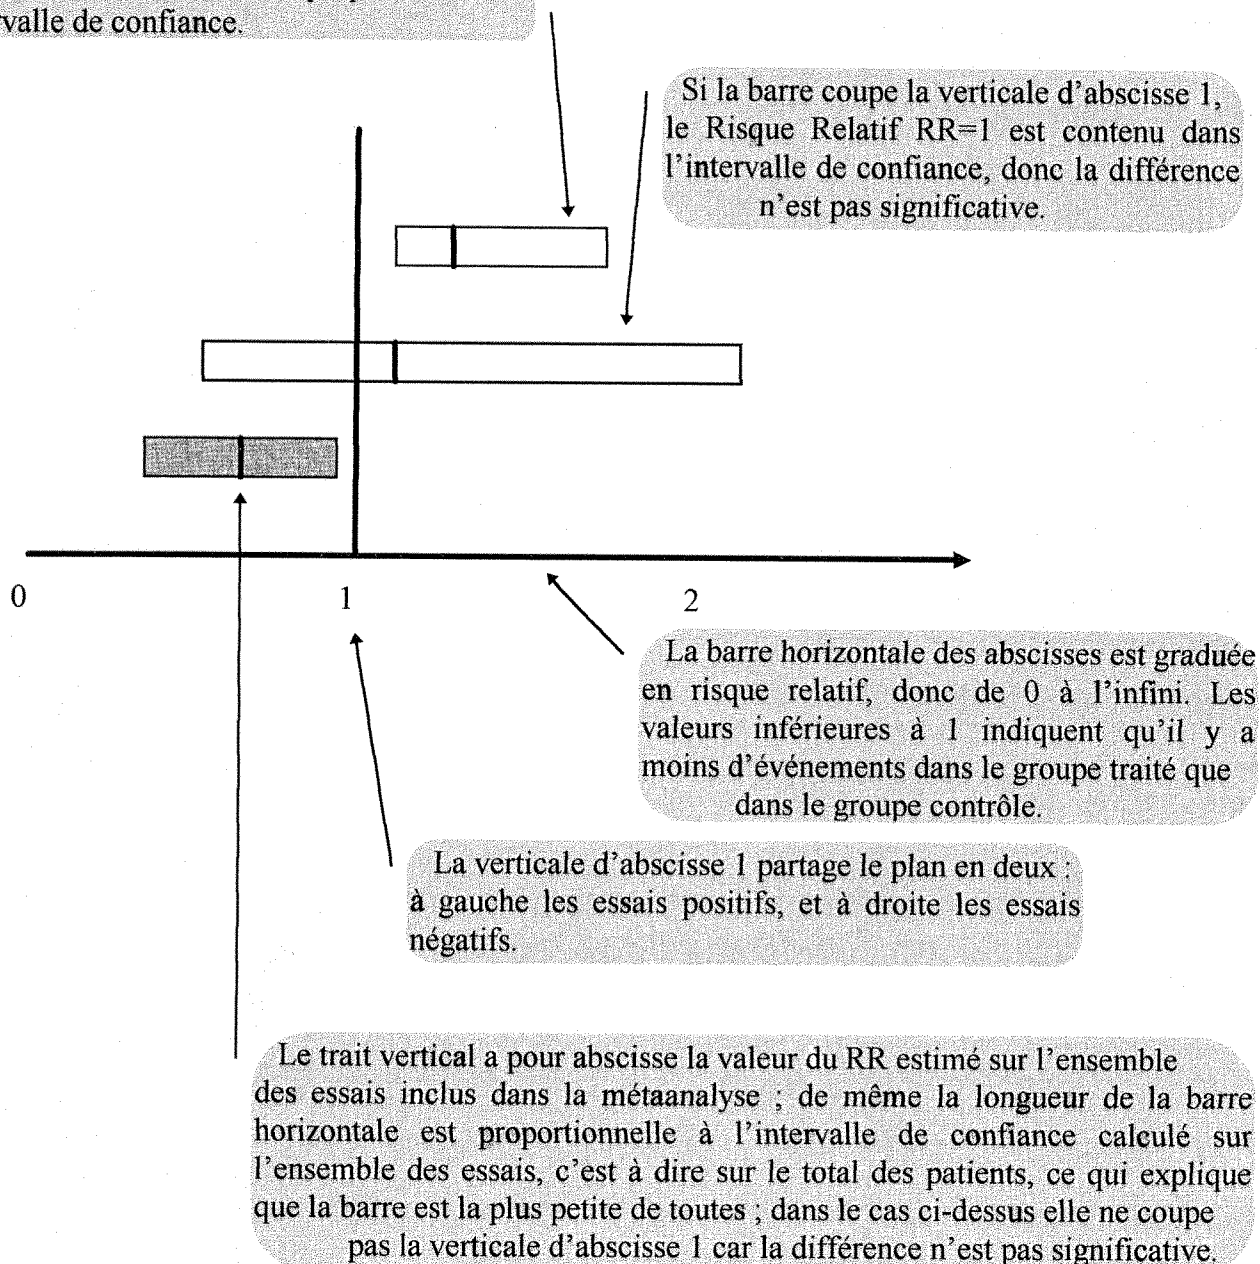 valle de confiance.
Si la barre coupe la verticale d'abscisse 1,
le Risque Relatif RR=1 est contenu dans
l'intervalle de confiance, donc la différence
n'est pas significative.
0 1 2
La barre horizontale des abscisses est graduée
en risque relatif, donc de 0 à l'infini. Les
valeurs inférieures à 1 indiquent qu'il y a
moins d'événements dans le groupe traité que
dans le groupe contrôle.
La verticale d'abscisse 1 partage le plan en deux :
à gauche les essais positifs, et à droite les essais
négatifs.
Le trait vertical a pour abscisse la valeur du RR estimé sur l'ensemble
des essais inclus dans la métaanalyse ; de même la longueur de la barre
horizontale est proportionnelle à l'intervalle de confiance calculé sur
l'ensemble des essais, c'est à dire sur le total des patients, ce qui explique
que la barre est la plus petite de toutes ; dans le cas ci-dessus elle ne coupe
pas la verticale d'abscisse 1 car la différence n'est pas significative.